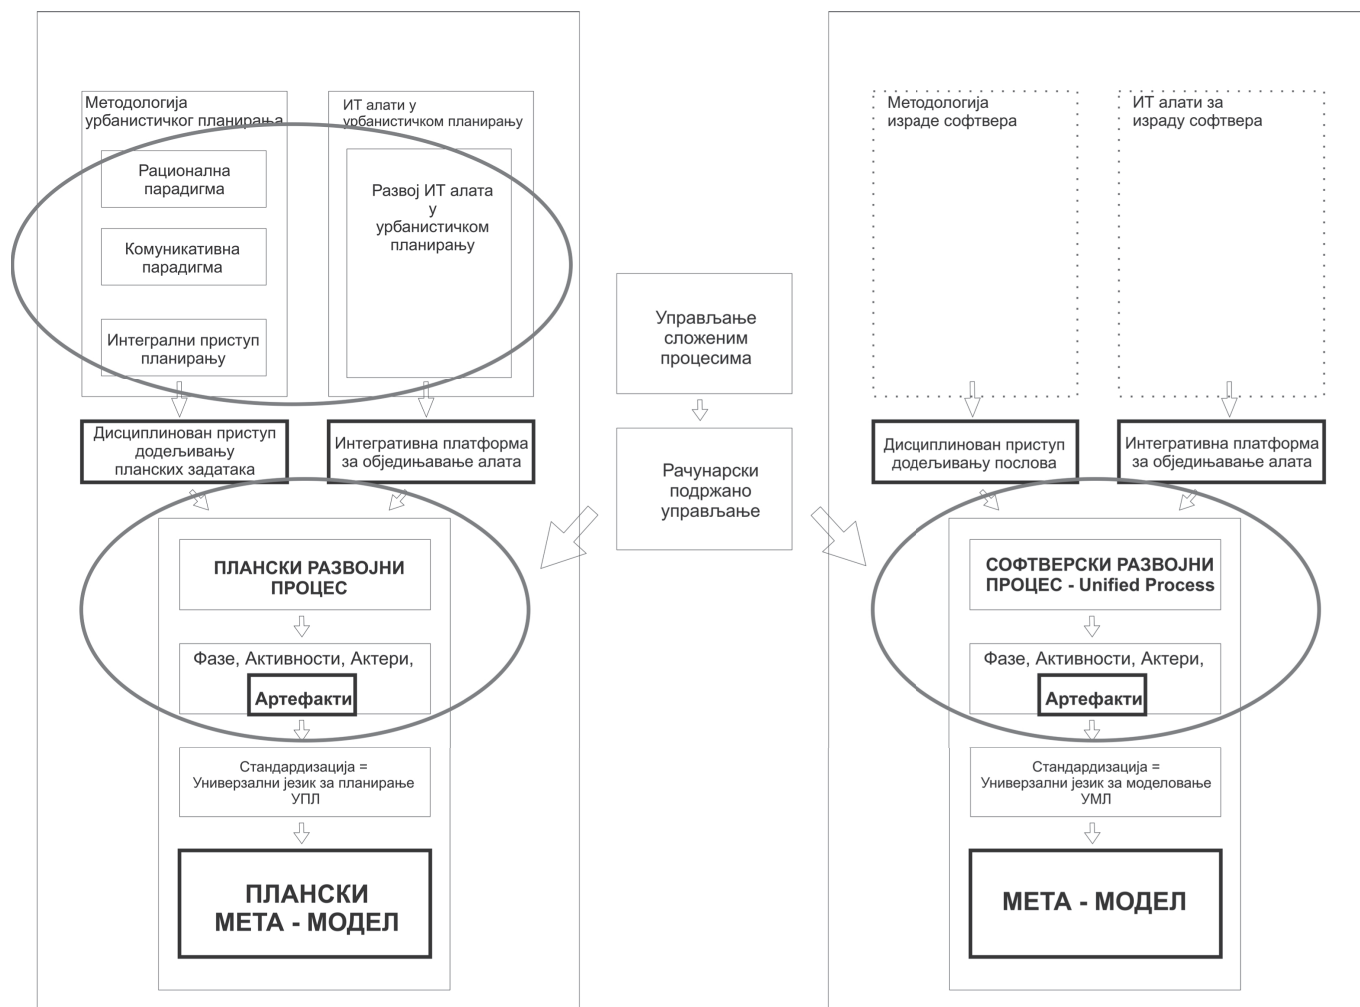 Методологија
урбанистичког планирања
Рационална
парадигма
Комуникативна
парадигма
Интегрални приступ
планирању
ИТ алати у
урбанистичком планирању
Развој ИТ алата
у
урбанистичком
планирању
Дисциплинован приступ
додељивању
планских задатака
Интегративна платформа
за обједињавање алата
ПЛАНСКИ РАЗВОЈНИ
ПРОЦЕС
Фазе, Активности, Актери,
Артефакти
Стандардизација =
Универзални језик за планирање
УПЛ
ПЛАНСКИ
МЕТА - МОДЕЛ
Управљање
сложеним
процесима
Рачунарски
подржано
управљање
Методологија
израде софтвера
ИТ алати за
израду софтвера
Дисциплинован приступ
додељивању послова
Интегративна платформа
за обједињавање алата
СОФТВЕРСКИ РАЗВОЈНИ
ПРОЦЕС - Unified Process
Фазе, Активности, Актери,
Артефакти
Стандардизација =
Универзални језик за моделовање
УМЛ
МЕТА - МОДЕЛ